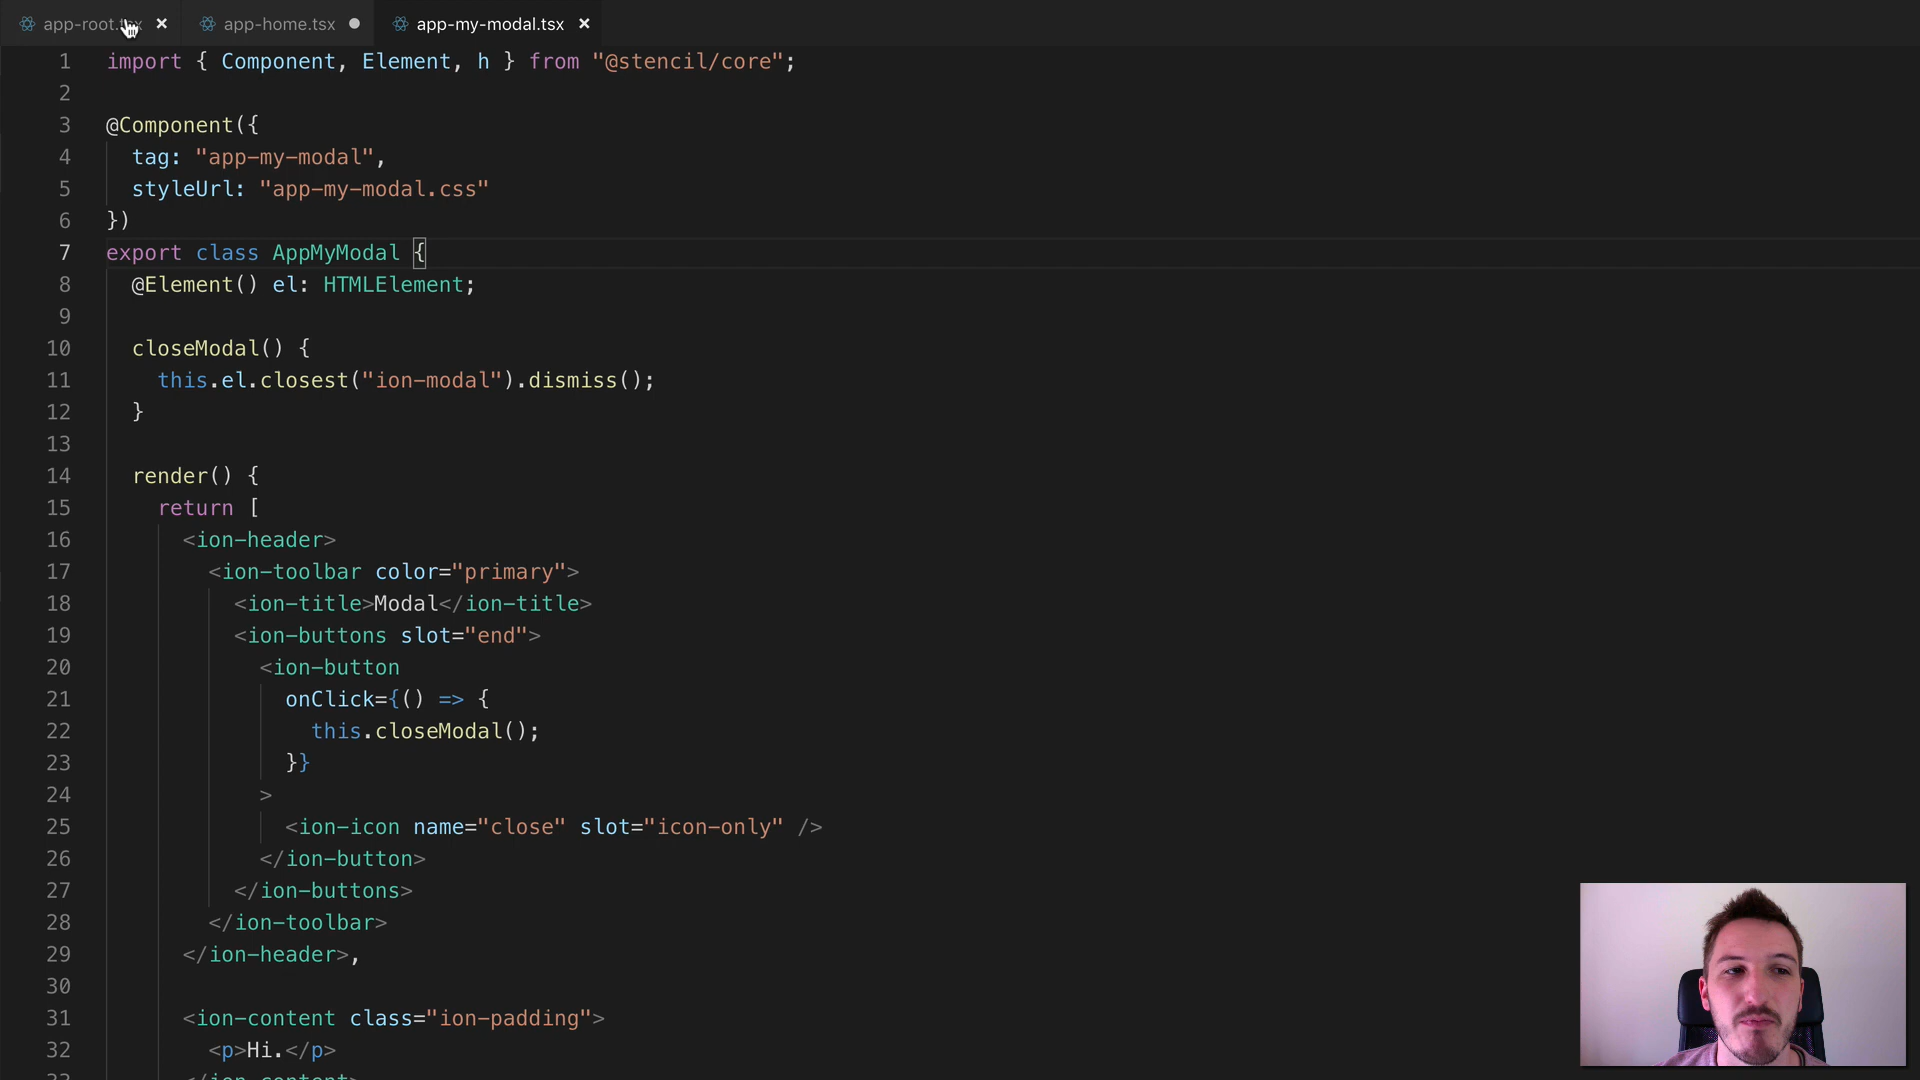 app-root.tsx
app-home.tsx
app-my-modal.tsx
1 import { Component, Element, h } from "@stencil/core";
2
3 @Component({
4 tag: "app-my-modal",
5 styleUrl: "app-my-modal.css"
6 })
7 export class AppMyModal {
8 @Element() el: HTMLElement;
9
10 closeModal() {
11 this.el.closest("ion-modal").dismiss();
12 }
13
14 render() {
15 return [
16 <ion-header>
17 <ion-toolbar color="primary">
18 <ion-title>Modal</ion-title>
19 <ion-buttons slot="end">
20 <ion-button
21 onClick={() => {
22 this.closeModal();
23 }}
24 >
25 <ion-icon name="close" slot="icon-only" />
26 </ion-button>
27 </ion-buttons>
28 </ion-toolbar>
29 </ion-header>,
30
31 <ion-content class="ion-padding">
32 <p>Hi.</p>
33 </ion-content>